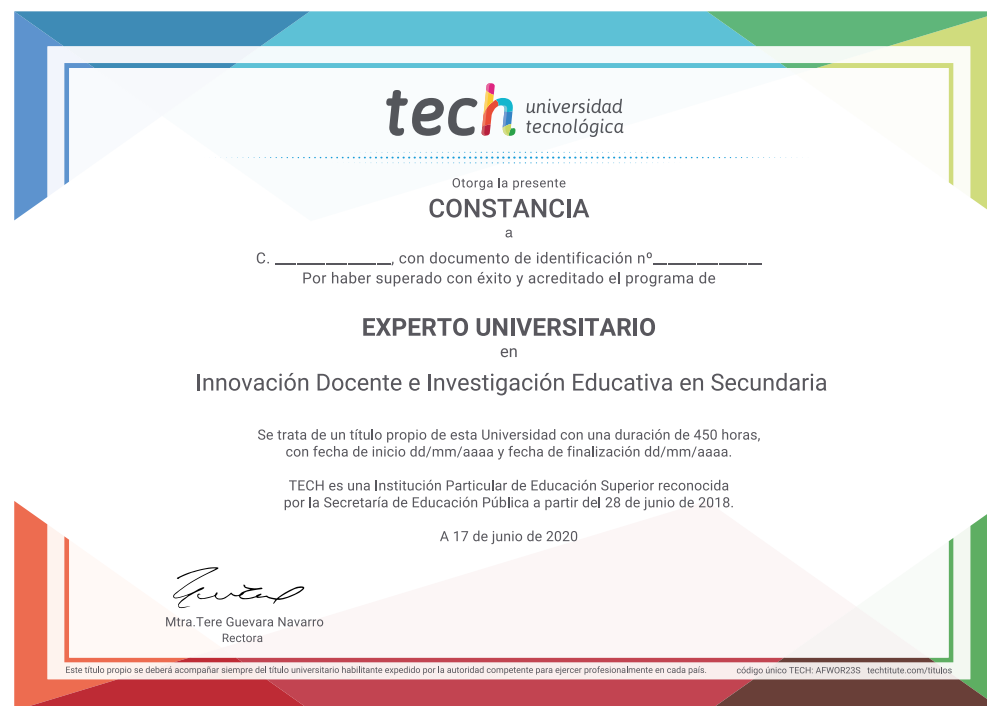 tech universidad
tecnológica
Otorga la presente
CONSTANCIA
a
C. ____________, con documento de identificación nº____________
Por haber superado con éxito y acreditado el programa de
EXPERTO UNIVERSITARIO
en
Innovación Docente e Investigación Educativa en Secundaria
Se trata de un título propio de esta Universidad con una duración de 450 horas,
con fecha de inicio dd/mm/aaaa y fecha de finalización dd/mm/aaaa.
TECH es una Institución Particular de Educación Superior reconocida
por la Secretaría de Educación Pública a partir del 28 de junio de 2018.
A 17 de junio de 2020
Mtra.Tere Guevara Navarro
Rectora
Este título propio se deberá acompañar siempre del título universitario habilitante expedido por la autoridad competente para ejercer profesionalmente en cada país. código único TECH: AFWOR23S techtitute.com/titulos